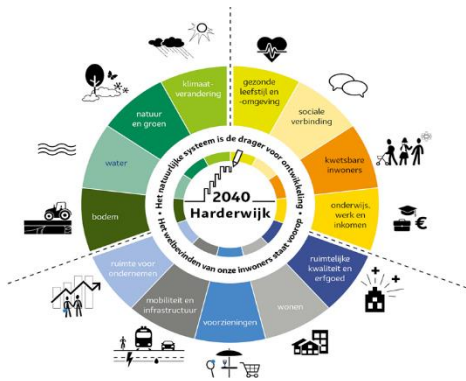 klimaat-
verandering
gezonde
leefstijl en
-omgeving
sociale
verbinding
kwetsbare
inwoners
onderwijs,
werk en
inkomen
ruimtelijke
kwaliteit en
erfgoed
wonen
voorzieningen
mobiliteit en
infrastructuur
ruimte voor
ondernemen
bodem
water
natuur
en groen
• Het natuurlijke systeem is de drager voor ontwikkeling •
Het welbevinden van onze inwoners staat voorop
2040
Harderwijk
€